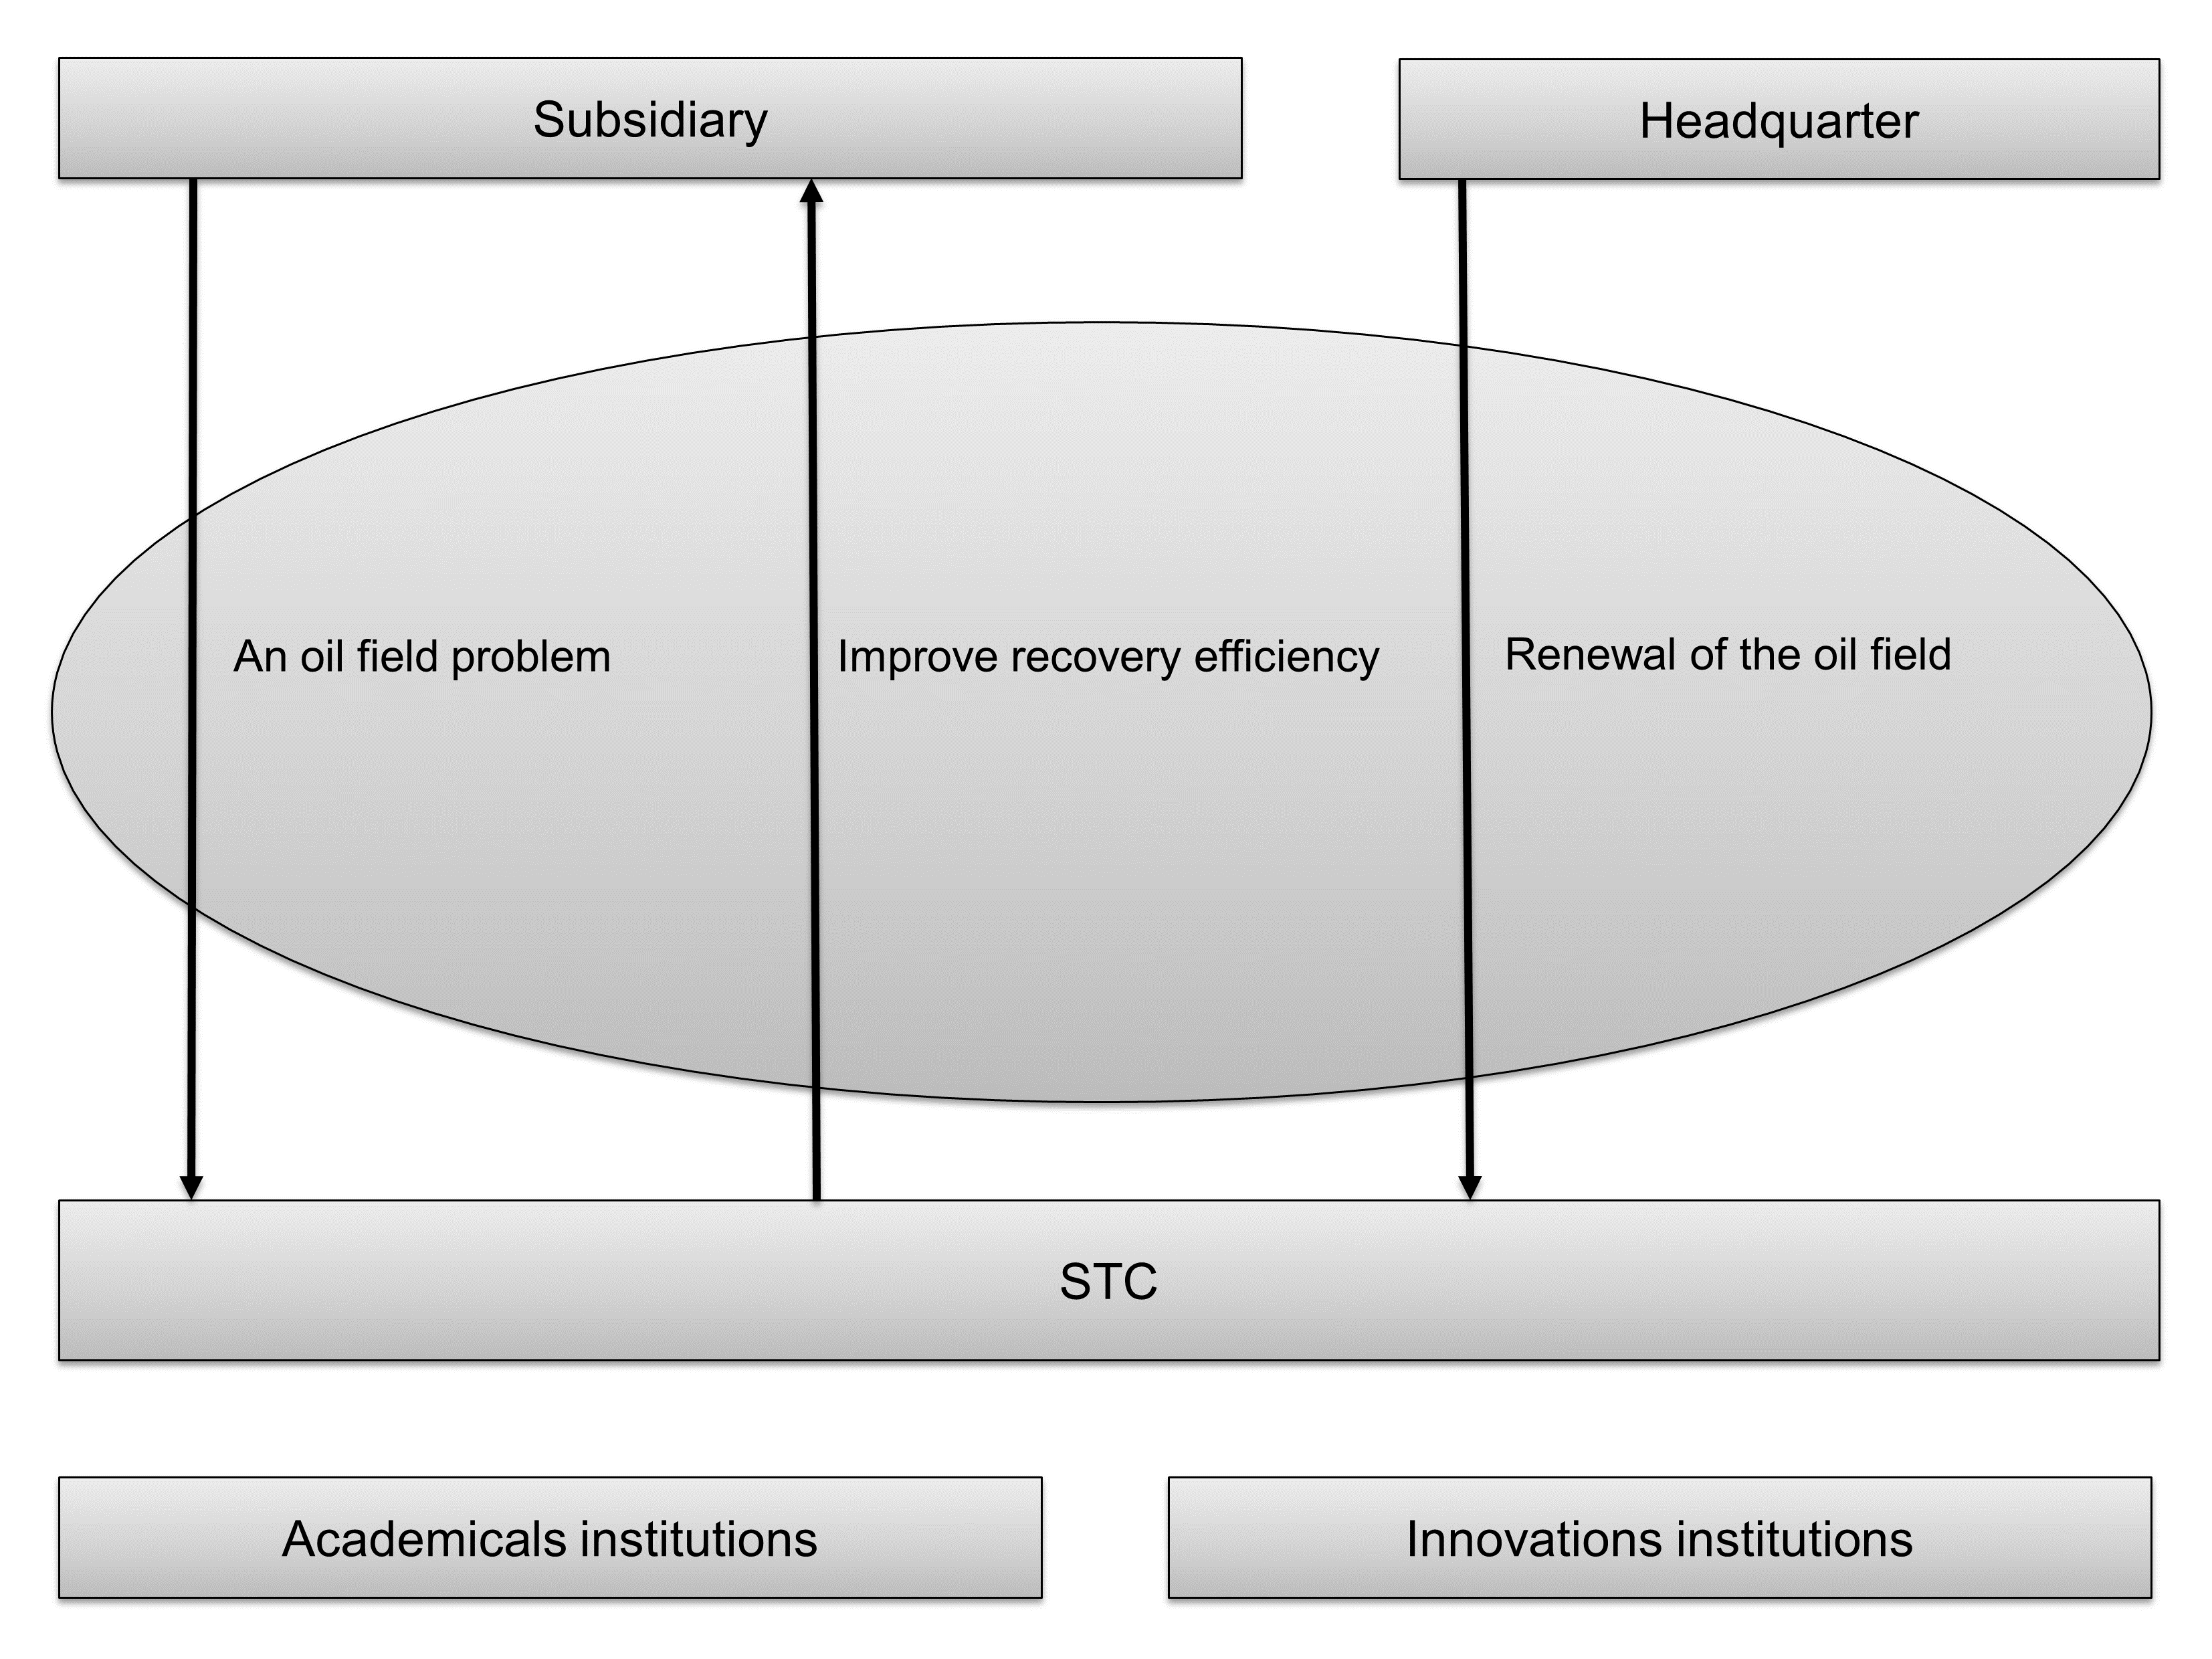 Subsidiary
Headquarter
An oil field problem
Improve recovery efficiency
Renewal of the oil field
STC
Academicals institutions
Innovations institutions